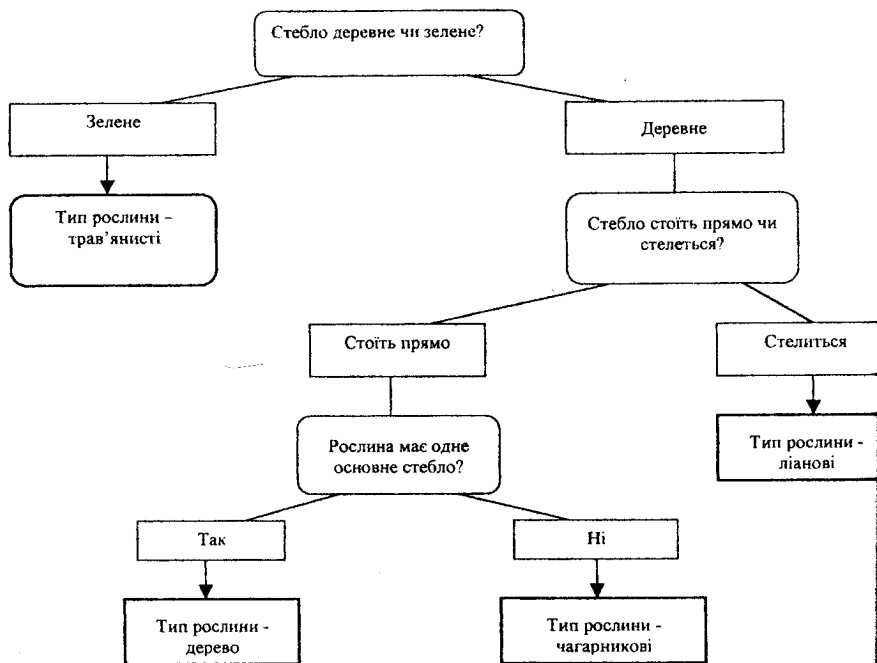 Стебло деревне чи зелене?
Зелене
Деревне
Тип рослини –
трав’янисті
Стебло стоїть прямо чи
стелеться?
Стоїть прямо
Стелиться
Рослина має одне
основне стебло?
Тип рослини -
ліанові
Так
Ні
Тип рослини -
дерево
Тип рослини -
чагарникові